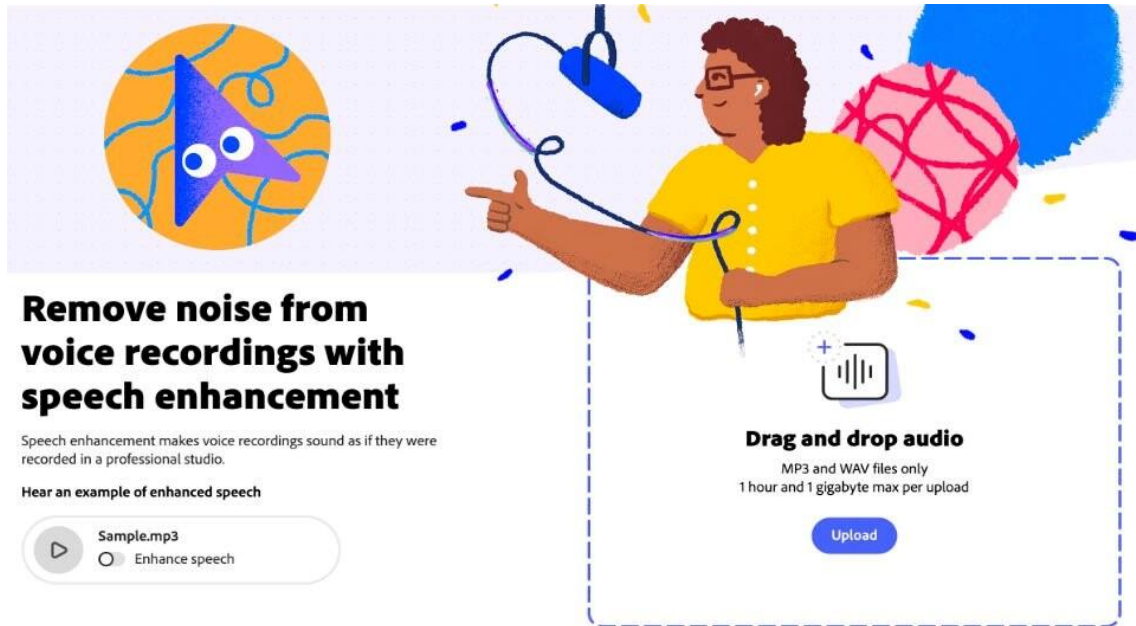 Remove noise from
voice recordings with
speech enhancement
Speech enhancement makes voice recordings sound as if they were
recorded in a professional studio.
Hear an example of enhanced speech
Sample.mp3
Enhance speech
Drag and drop audio
MP3 and WAV files only
1 hour and 1 gigabyte max per upload
Upload